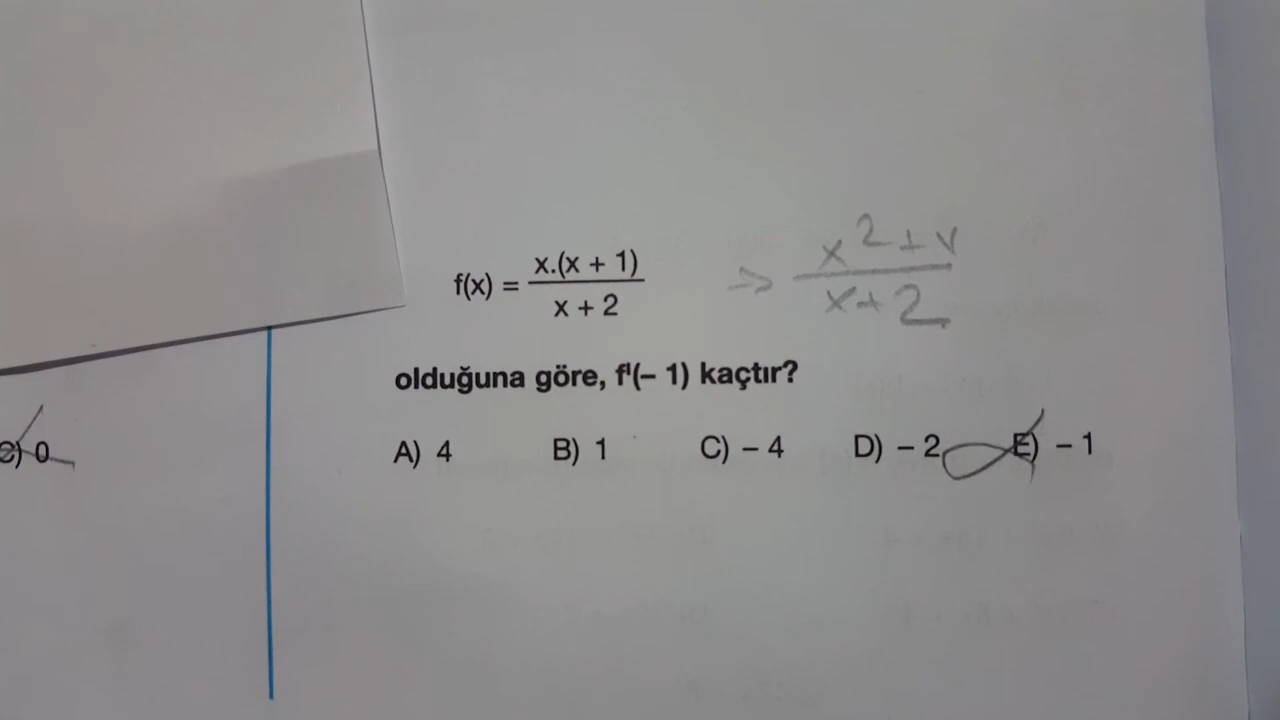 f(x) = x.(x + 1) / x + 2 => x² + x / x + 2
olduğuna göre, f'(– 1) kaçtır?
C) 0
A) 4 B) 1 C) – 4 D) – 2 E) – 1